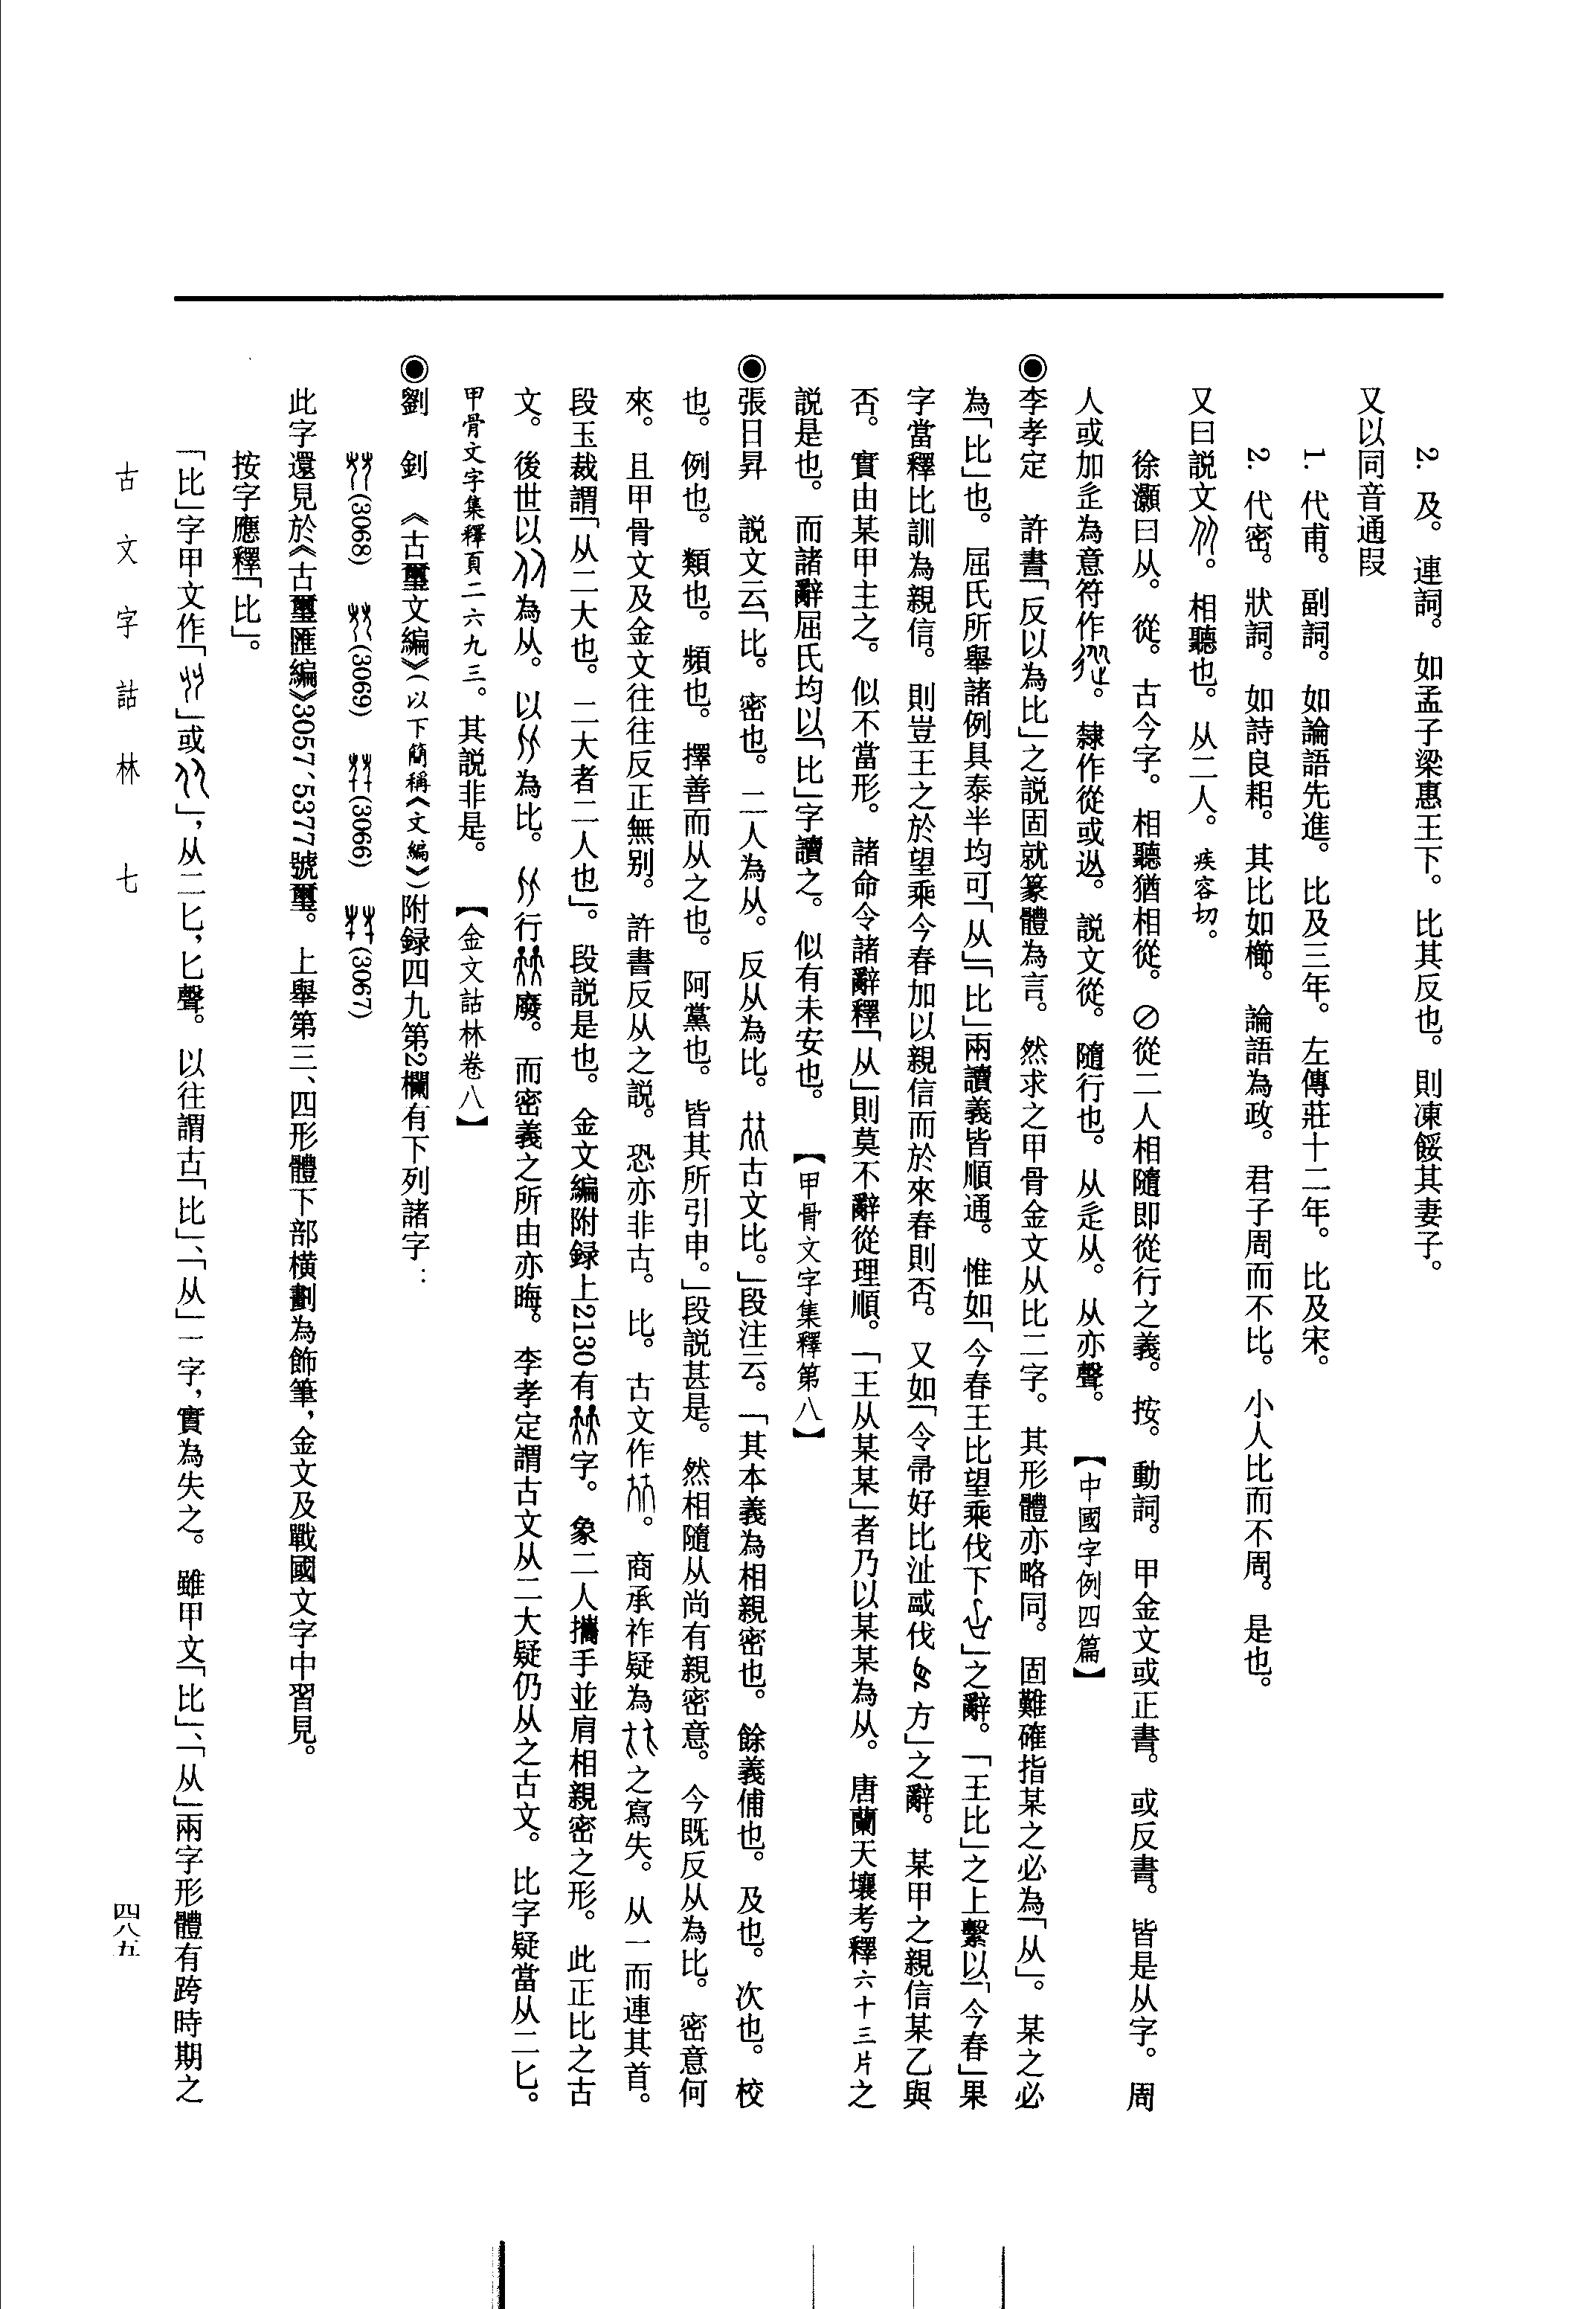 2. 及。連詞。如孟子梁惠王下。比其反也。則凍餒其妻子。
又以同音通叚
1. 代甫。副詞。如論語先進。比及三年。左傳莊十二年。比及宋。
2. 代密。狀詞。如詩良耜。其比如櫛。論語為政。君子周而不比。小人比而不周。是也。
又曰説文。相聽也。从二人。疾容切。
徐灝曰从。從。古今字。相聽猶相從。⊘從二人相隨即從行之義。按。動詞。甲金文或正書。或反書。皆是从字。周
人或加辵為意符作。隸作從或䢐。説文從。隨行也。从辵从。从亦聲。【中國字例四篇】
◉李孝定 許書「反以為比」之説固就篆體為言。然求之甲骨金文从比二字。其形體亦略同。固難確指某之必為「从」。某之必
為「比」也。屈氏所舉諸例具泰半均可「从」「比」兩讀義皆順通。惟如「今春王比望乘伐下」之辭。「王比」之上繫以「今春」果
字當釋比訓為親信。則豈王之於望乘今春加以親信而於來春則否。又如「令帚好比沚㦰伐方」之辭。某甲之親信某乙與
否。實由某甲主之。似不當形。諸命令諸辭釋「从」則莫不辭從理順。「王从某某」者乃以某某為从。唐蘭天壤考釋六十三片之
説是也。而諸辭屈氏均以「比」字讀之。似有未安也。【甲骨文字集釋第八】
◉張日昇 説文云「比。密也。二人為从。反从為比。古文比。」段注云。「其本義為相親密也。餘義俌也。及也。次也。校
也。例也。類也。頻也。擇善而从之也。阿黨也。皆其所引申。」段説甚是。然相隨从尚有親密意。今既反从為比。密意何
來。且甲骨文及金文往往反正無别。許書反从之説。恐亦非古。比。古文作。商承祚疑為之寫失。从一而連其首。
段玉裁謂「从二大也。二大者二人也」。段説是也。金文編附録上2130有字。象二人攜手並肩相親密之形。此正比之古
文。後世以為从。以為比。行廢。而密義之所由亦晦。李孝定謂古文从二大疑仍从之古文。比字疑當从二匕。
甲骨文字集釋頁二六九三。其説非是。【金文詁林卷八】
◉劉 釗 《古璽文編》(以下簡稱《文編》)附録四九第2欄有下列諸字:
(3068) (3069) (3066) (3067)
此字還見於《古璽匯編》3057、5377號璽。上舉第三、四形體下部橫劃為飾筆,金文及戰國文字中習見。
按字應釋「比」。
「比」字甲文作「」或「」,从二匕,匕聲。以往謂古「比」、「从」一字,實為失之。雖甲文「比」、「从」兩字形體有跨時期之
古文字詁林 七
四八五